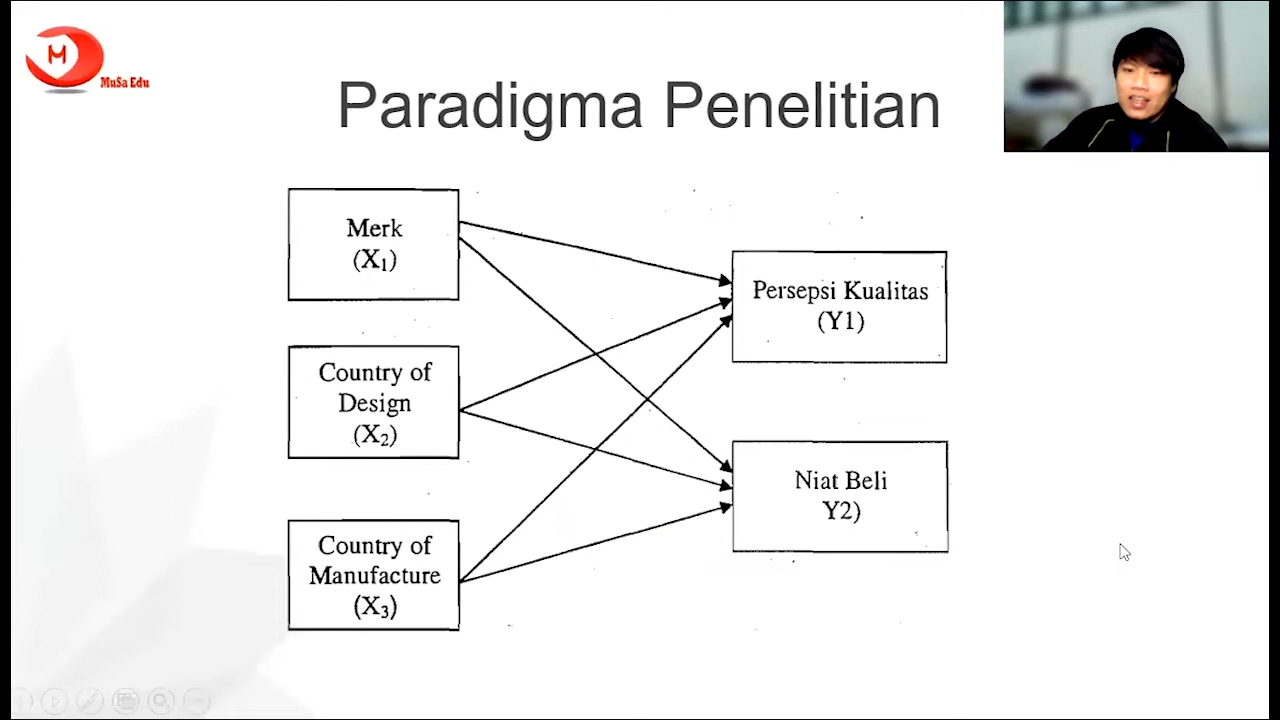 M
MuSa Edu
Paradigma Penelitian
Merk
(X1)
Country of
Design
(X2)
Country of
Manufacture
(X3)
Persepsi Kualitas
(Y1)
Niat Beli
Y2)